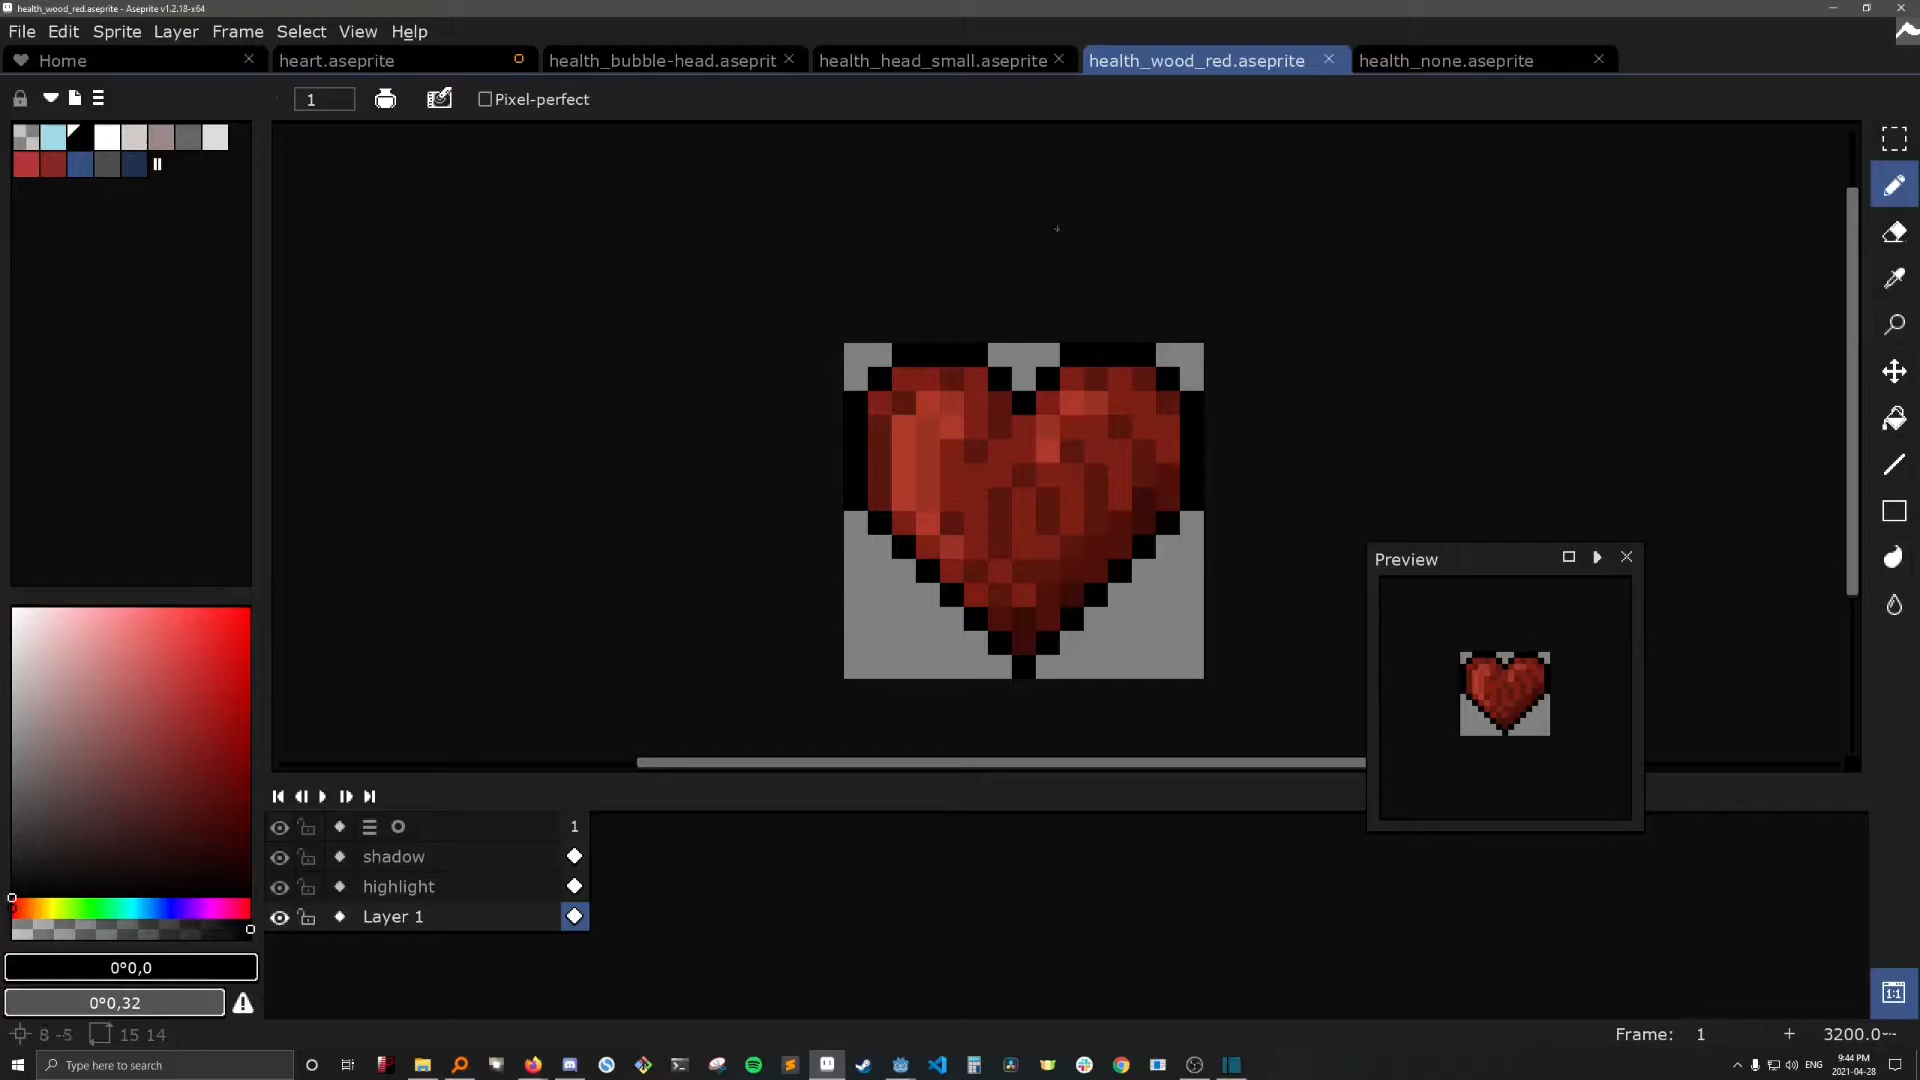 health_wood_red.aseprite - Aseprite v1.2.18-x64
File Edit Sprite Layer Frame Select View Help
Home heart.aseprite health_bubble-head.aseprit health_head_small.aseprite health_wood_red.aseprite health_none.aseprite
1 Pixel-perfect
Preview
1
shadow
highlight
Layer 1
0°0,0
0°0,32
1:1
8 -5 15 14 Frame: 1 + 3200.0
Type here to search
ENG
9:44 PM
2021-04-28